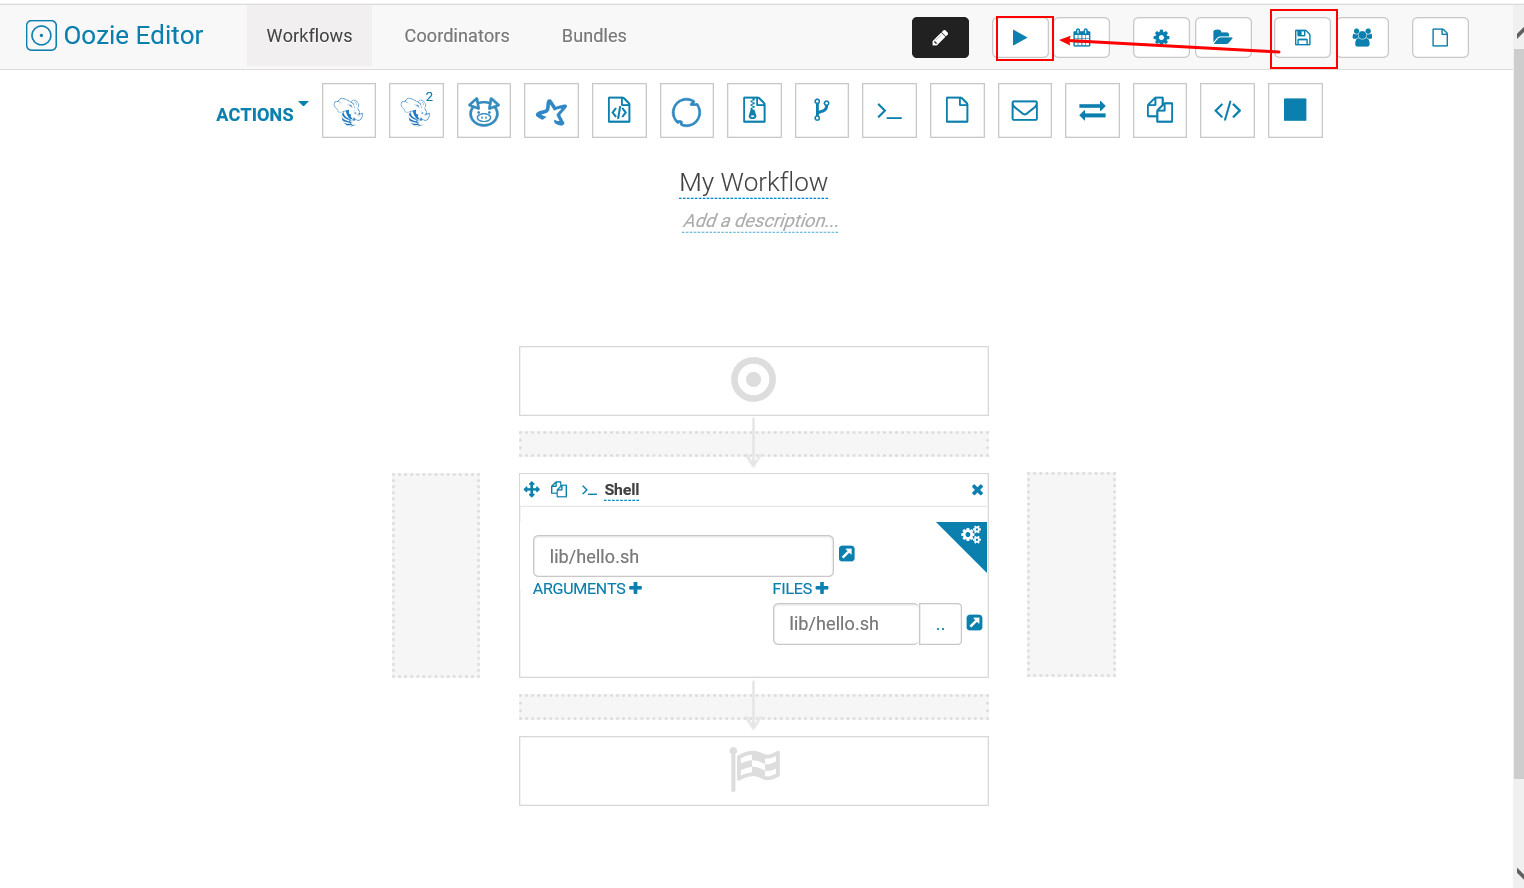 Oozie Editor
Workflows
Coordinators
Bundles
ACTIONS
2
My Workflow
Add a description...
Shell
lib/hello.sh
ARGUMENTS
FILES
lib/hello.sh
..